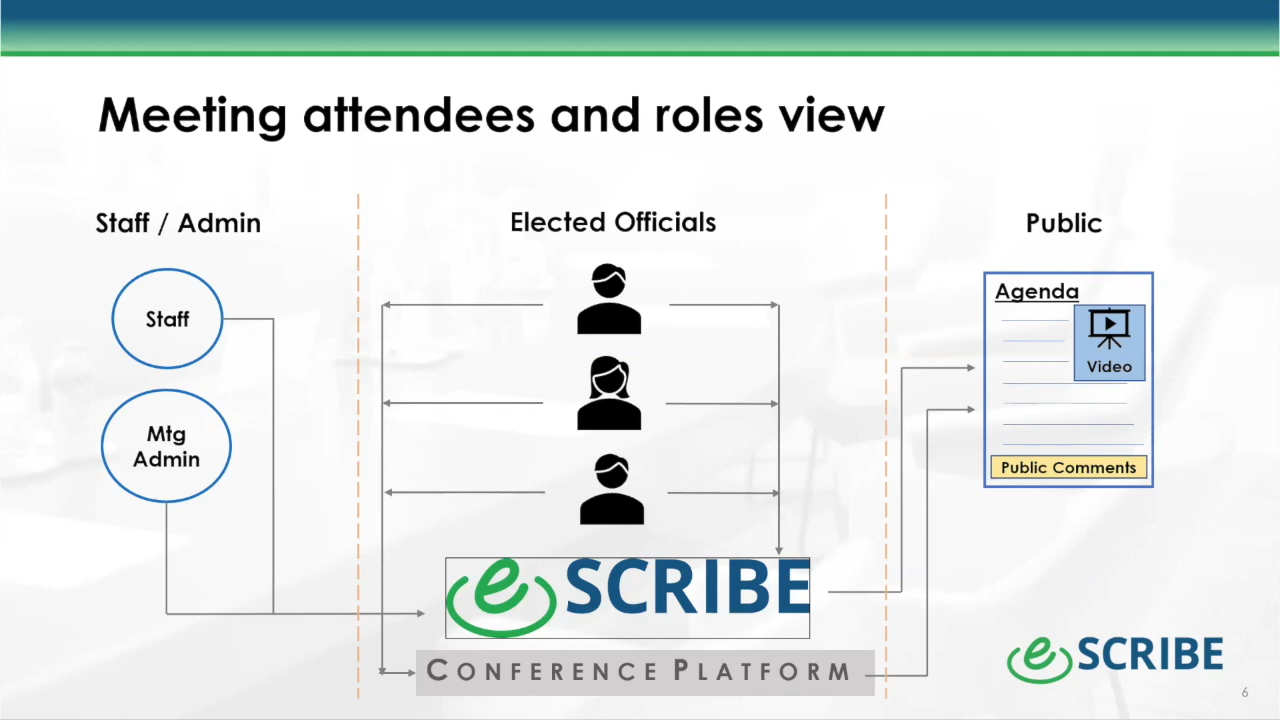 Meeting attendees and roles view
Staff / Admin
Elected Officials
Public
Staff
Mtg
Admin
Agenda
Video
Public Comments
eSCRIBE
CONFERENCE PLATFORM
eSCRIBE
6